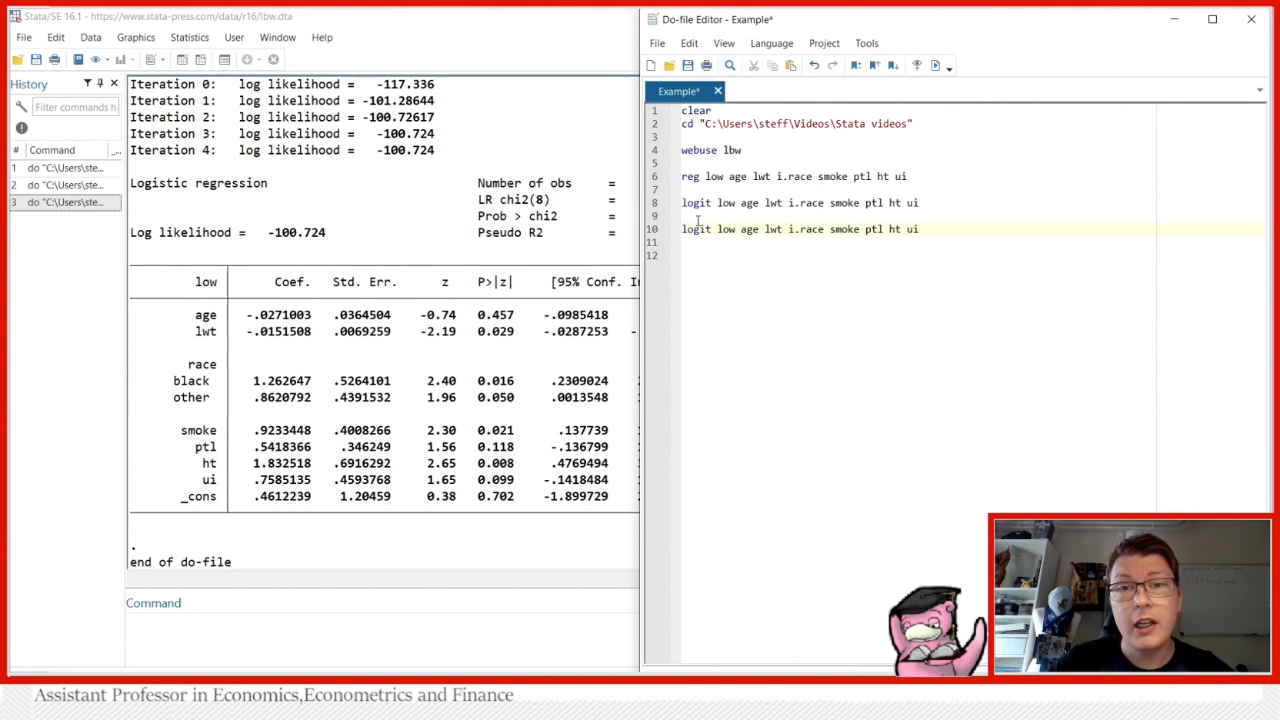 Stata/SE 16.1 - https://www.stata-press.com/data/r16/lbw.dta
File Edit Data Graphics Statistics User Window Help
History
Filter commands h
# Command
1 do "C:\Users\ste...
2 do "C:\Users\ste...
3 do "C:\Users\ste...
Iteration 0: log likelihood = -117.336
Iteration 1: log likelihood = -101.28644
Iteration 2: log likelihood = -100.72617
Iteration 3: log likelihood = -100.724
Iteration 4: log likelihood = -100.724
Logistic regression Number of obs =
LR chi2(8) =
Prob > chi2 =
Log likelihood = -100.724 Pseudo R2 =
low Coef. Std. Err. z P>|z| [95% Conf. In
age -.0271003 .0364504 -0.74 0.457 -.0985418
lwt -.0151508 .0069259 -2.19 0.029 -.0287253 -
race
black 1.262647 .5264101 2.40 0.016 .2309024
other .8620792 .4391532 1.96 0.050 .0013548
smoke .9233448 .4008266 2.30 0.021 .137739
ptl .5418366 .346249 1.56 0.118 -.136799
ht 1.832518 .6916292 2.65 0.008 .4769494
ui .7585135 .4593768 1.65 0.099 -.1418484
_cons .4612239 1.20459 0.38 0.702 -1.899729
.
end of do-file
Command
Do-file Editor - Example*
File Edit View Language Project Tools
Example*
1 clear
2 cd "C:\Users\steff\Videos\Stata videos"
3
4 webuse lbw
5
6 reg low age lwt i.race smoke ptl ht ui
7
8 logit low age lwt i.race smoke ptl ht ui
9
10 logit low age lwt i.race smoke ptl ht ui
11
12
Assistant Professor in Economics,Econometrics and Finance